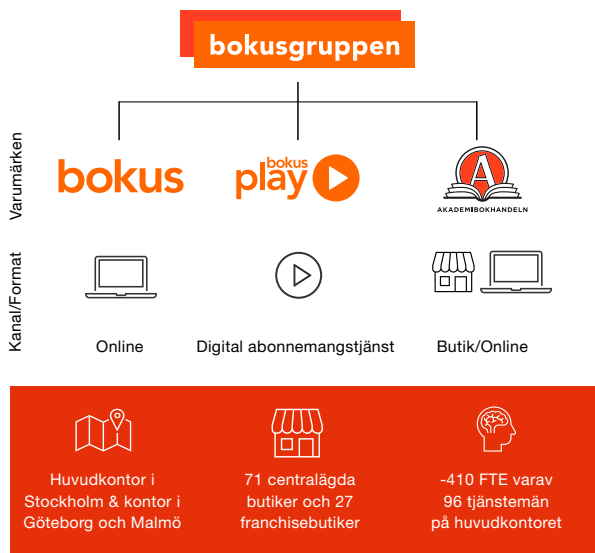 bokusgruppen
Varumärken
bokus
bokus
play
A
AKADEMIBOKHANDELN
Kanal/Format
Online
Digital abonnemangstjänst
Butik/Online
Huvudkontor i
Stockholm & kontor i
Göteborg och Malmö
71 centralägda
butiker och 27
franchisebutiker
-410 FTE varav
96 tjänstemän
på huvudkontoret